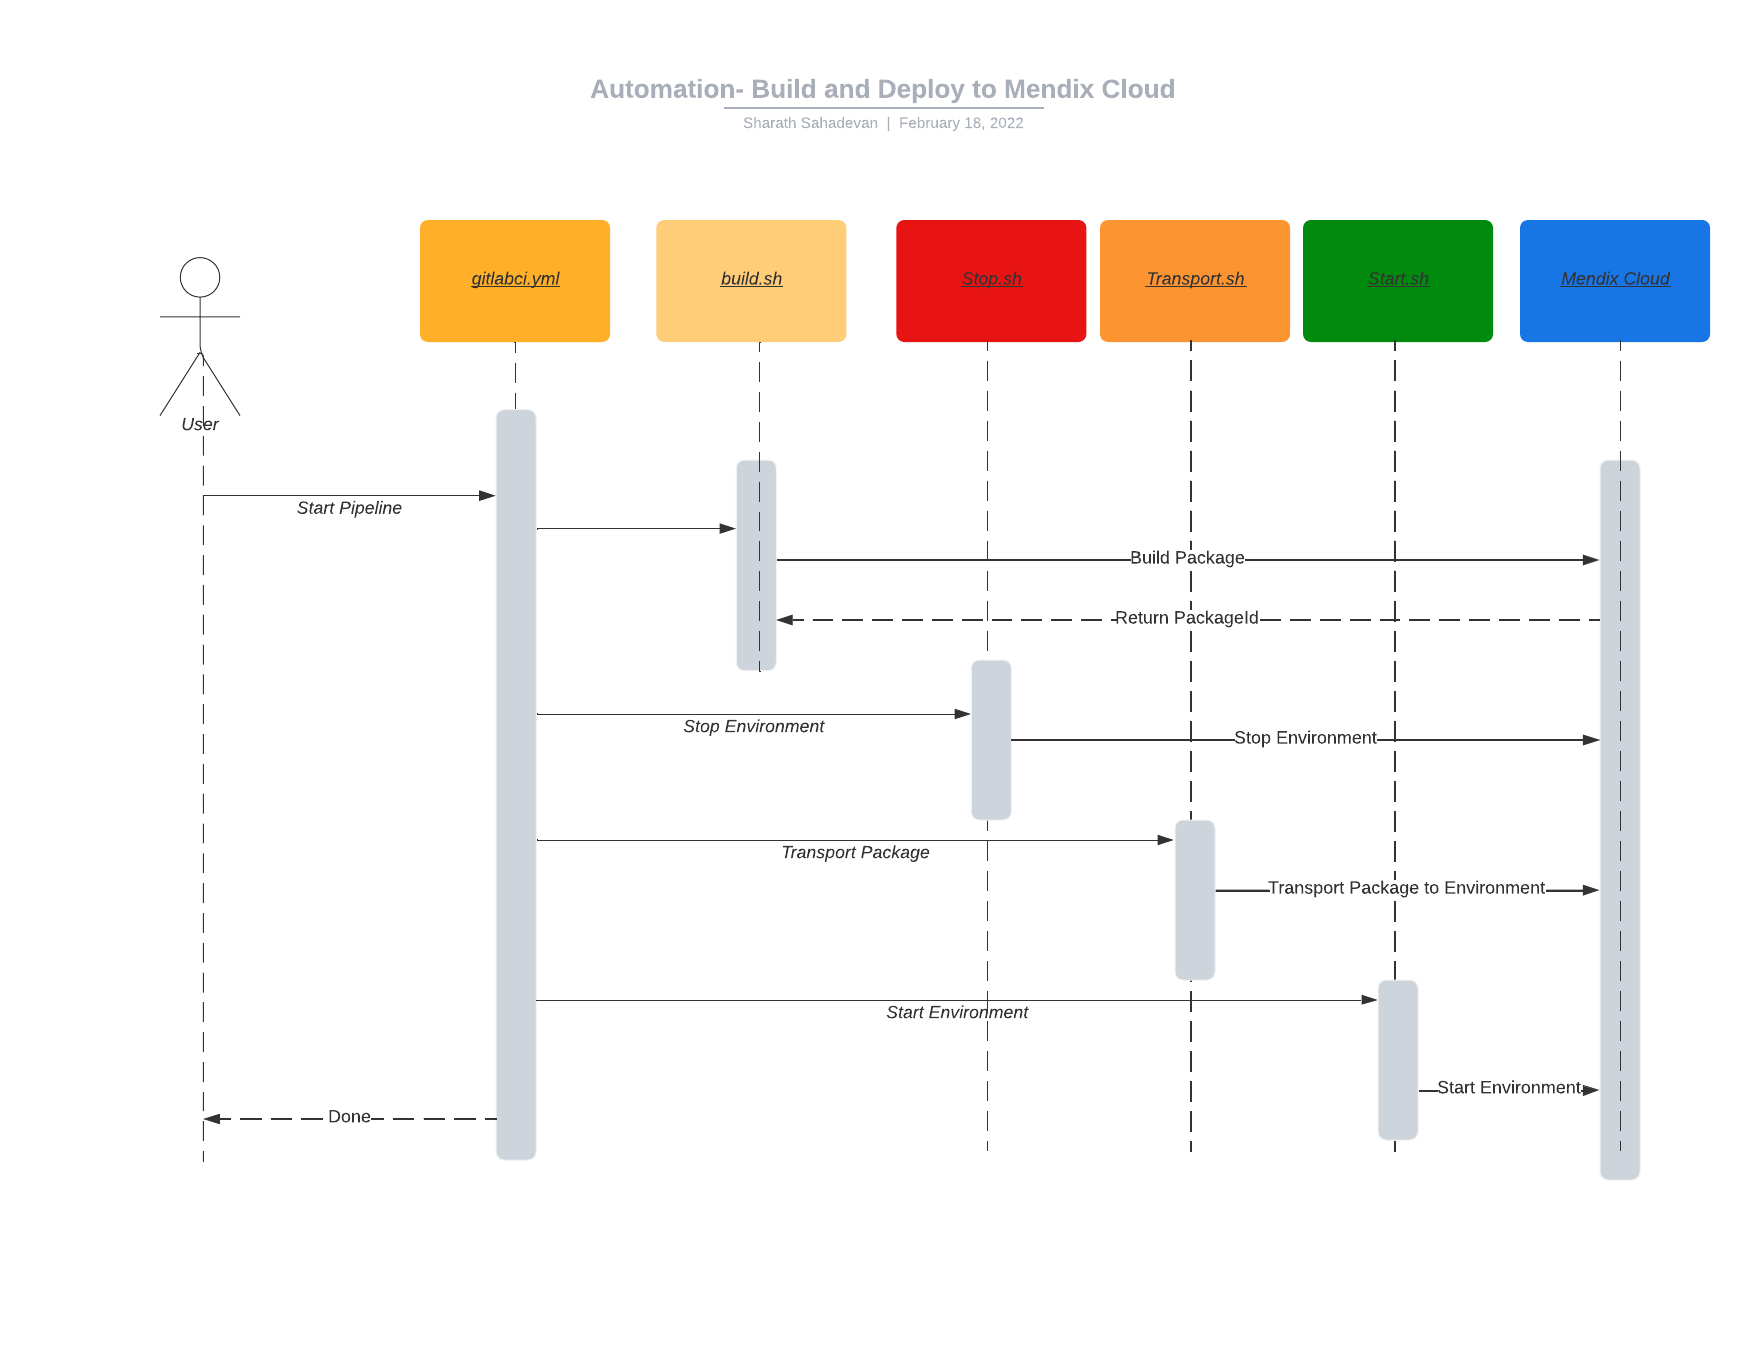 Automation- Build and Deploy to Mendix Cloud
Sharath Sahadevan | February 18, 2022
gitlabci.yml
build.sh
Stop.sh
Transport.sh
Start.sh
Mendix Cloud
User
Start Pipeline
Build Package
Return PackageId
Stop Environment
Stop Environment
Transport Package
Transport Package to Environment
Start Environment
Start Environment
Done